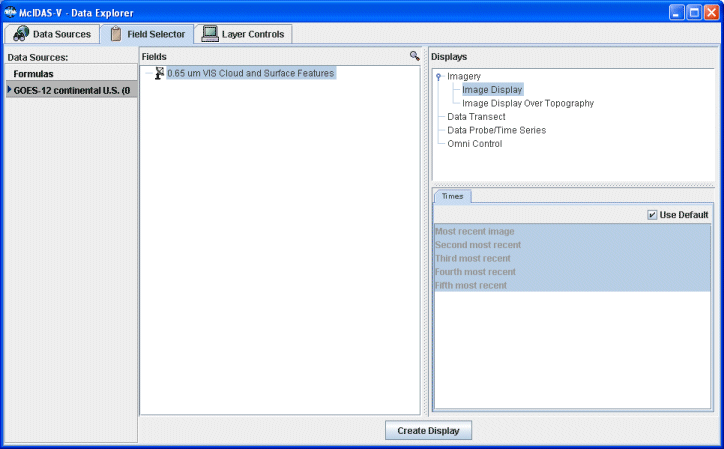 McIDAS-V - Data Explorer
Data Sources
Field Selector
Layer Controls
Data Sources:
Formulas
GOES-12 continental U.S. (0
Fields
0.65 um VIS Cloud and Surface Features
Displays
Imagery
Image Display
Image Display Over Topography
Data Transect
Data Probe/Time Series
Omni Control
Times
Use Default
Most recent image
Second most recent
Third most recent
Fourth most recent
Fifth most recent
Create Display